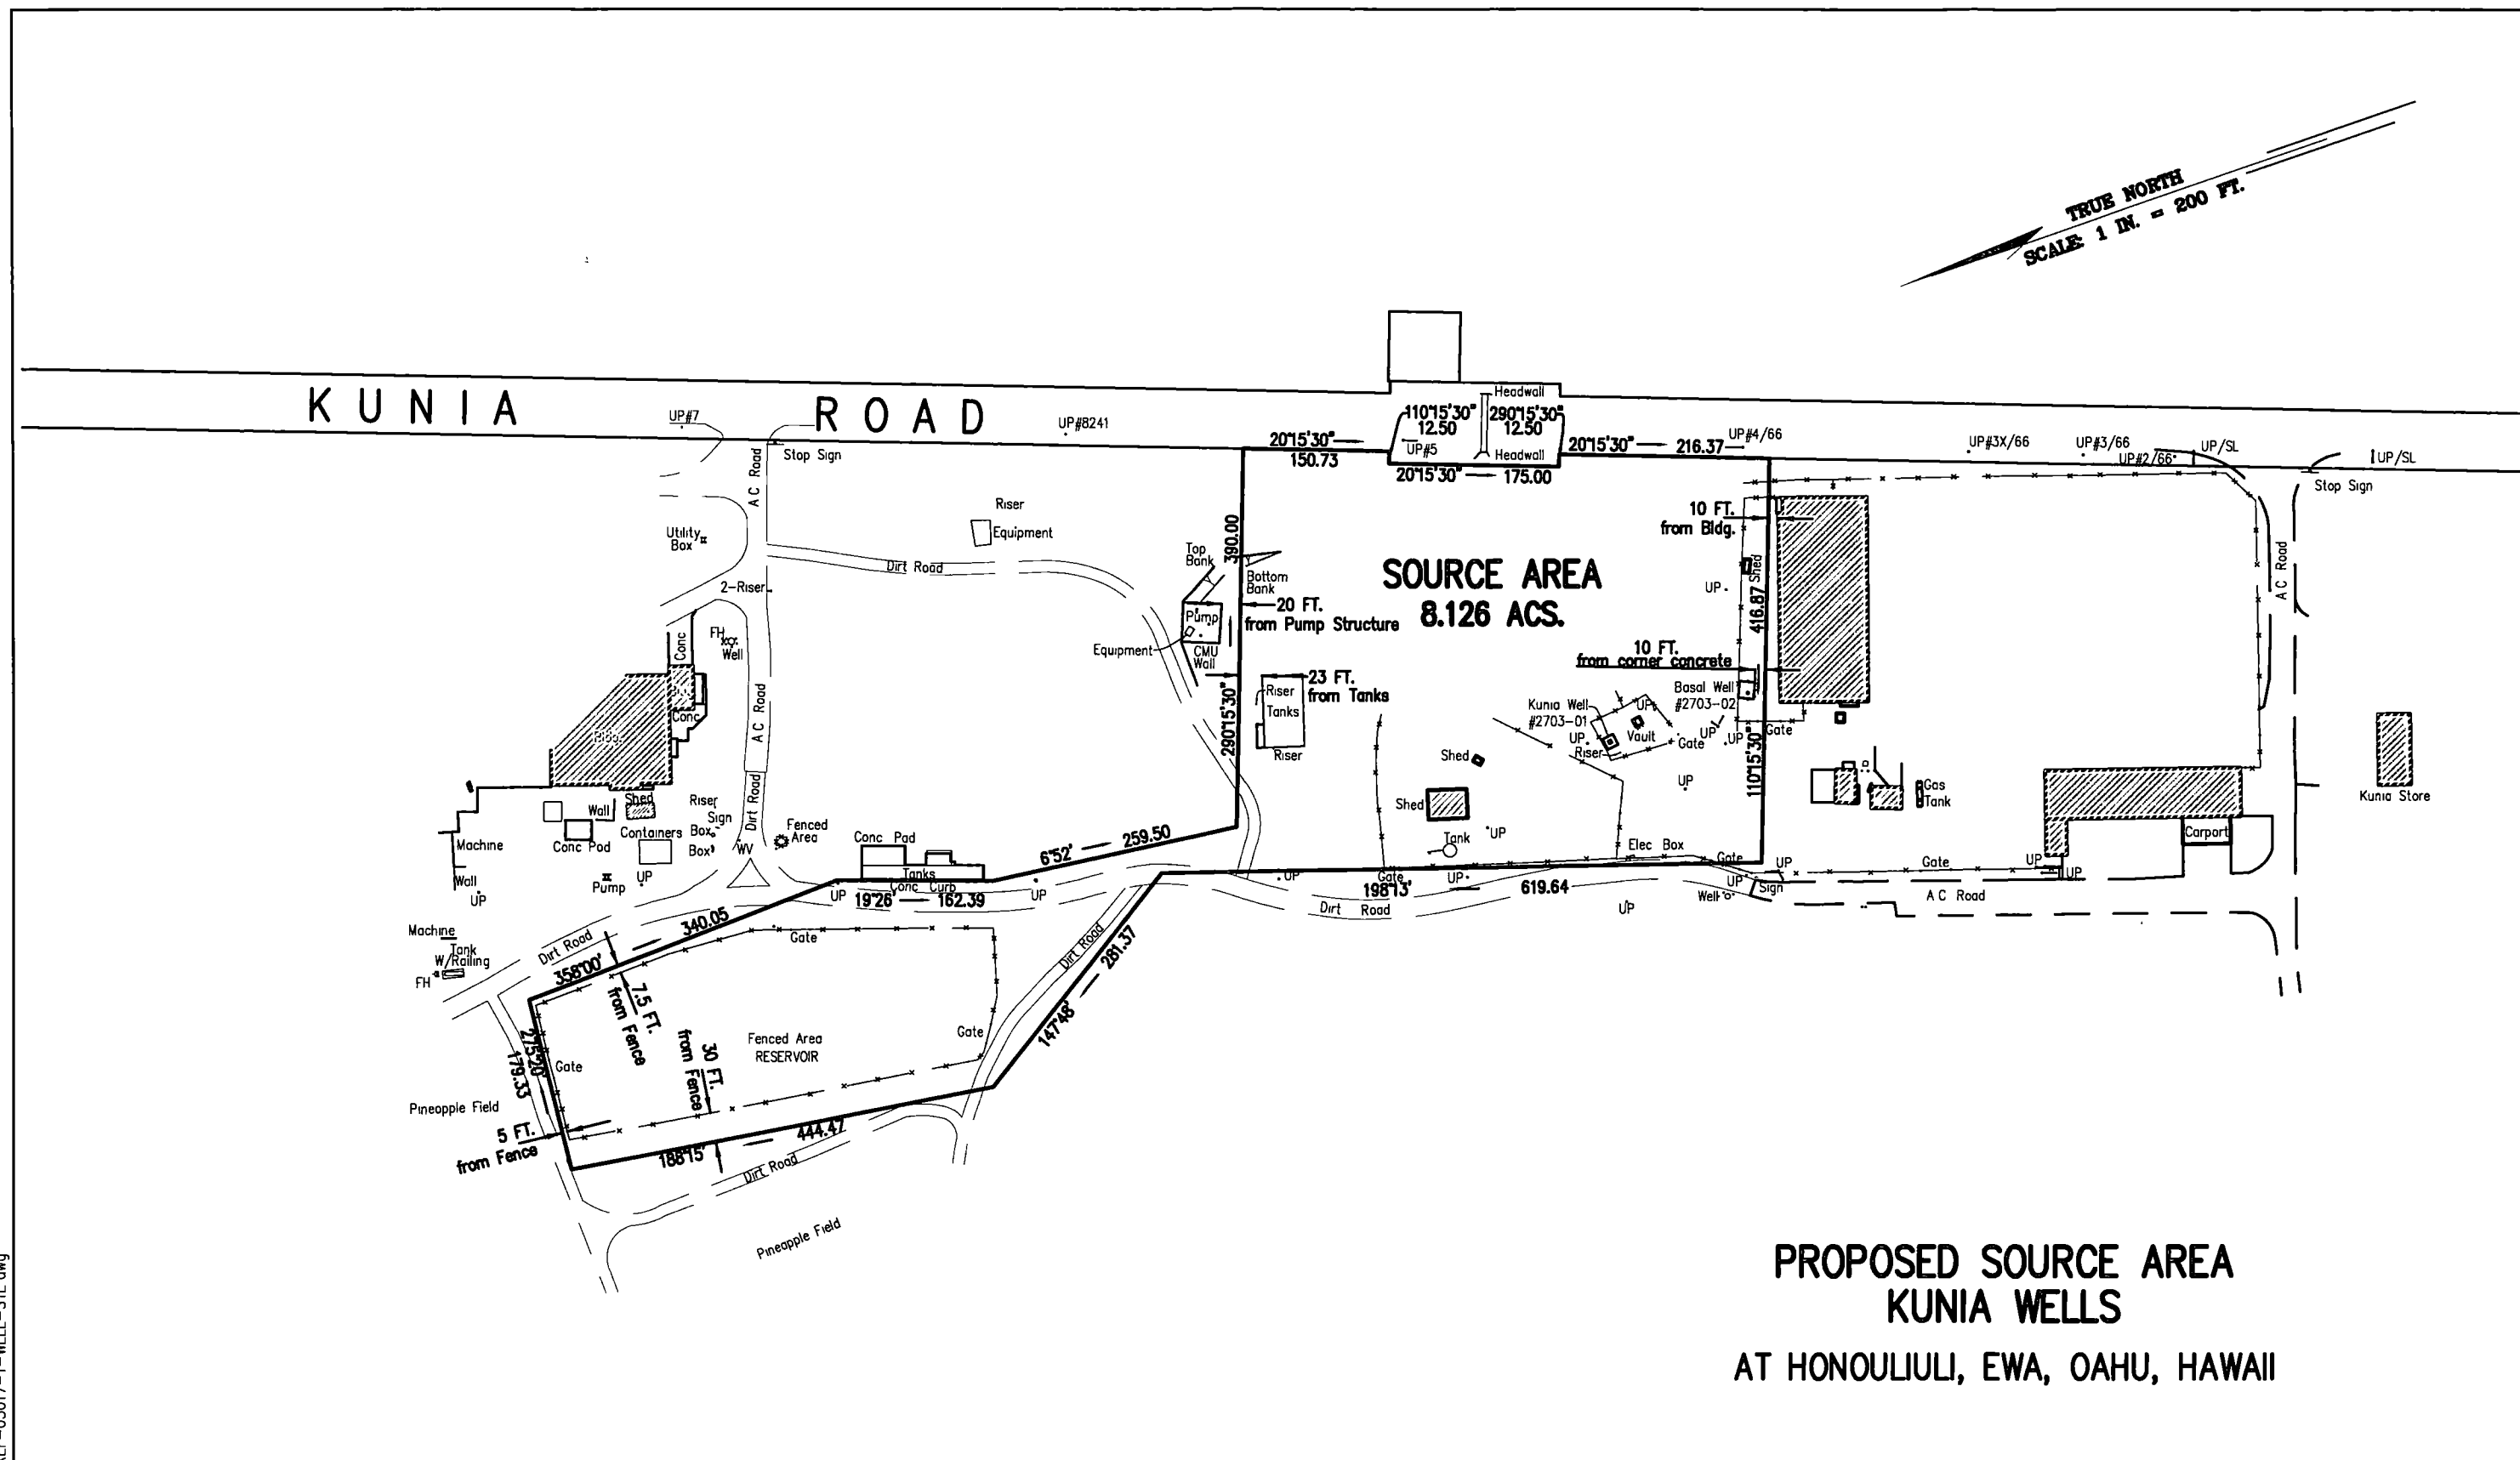 TRUE NORTH
SCALE: 1 IN. = 200 FT.
KUNIA ROAD
UP#7
Stop Sign
UP#8241
20°15'30"
150.73
110°15'30"
12.50
290°15'30"
12.50
Headwall
UP#5
Headwall
20°15'30" 175.00
20°15'30" 216.37
UP#4/66
UP#3X/66
UP#3/66
UP#2/66
UP/SL
UP/SL
Stop Sign
A C Road
Riser
Equipment
Utility
Box
Dirt Road
2-Riser
Top
Bank
Bottom
Bank
390.00
290°15'30"
20 FT.
from Pump Structure
Pump
Equipment
CMU
Wall
23 FT.
from Tanks
Riser
Tanks
Riser
SOURCE AREA
8.126 ACS.
10 FT.
from Bldg.
Shed
UP
416.87
110°15'30"
10 FT.
from corner concrete
Basal Well
#2703-02
Kunia Well
#2703-01
UP
Vault
UP
Riser
Gate
UP
UP
Gate
UP
Shed
Shed
Tank
UP
Elec Box
Gate
UP
Gas
Tank
A C Road
Kunia Store
Carport
Gate
UP
UP
UP
Sign
Well
A C Road
Conc
FH
Well
Conc
Bldg
A C Road
Dirt Road
Wall
Shed
Riser
Sign
Containers
Box
Box
WV
Conc Pod
Fenced
Area
Conc Pad
Tanks
Conc Curb
6°52' 259.50
Machine
Wall
UP
Pump
UP
UP
19°26' 162.39
UP
UP
Gate
UP
198°13' 619.64
Dirt Road
UP
Machine
Tank
W/Railing
FH
Dirt Road
358°00' 340.05
Gate
Dirt Road
281.37
147°48'
7.5 FT.
from Fence
30 FT.
from Fence
Fenced Area
RESERVOIR
Gate
Gate
275°20'
179.33
Pineapple Field
5 FT.
from Fence
188°15' 444.47
Dirt Road
Pineapple Field
PROPOSED SOURCE AREA
KUNIA WELLS
AT HONOULIULI, EWA, OAHU, HAWAII